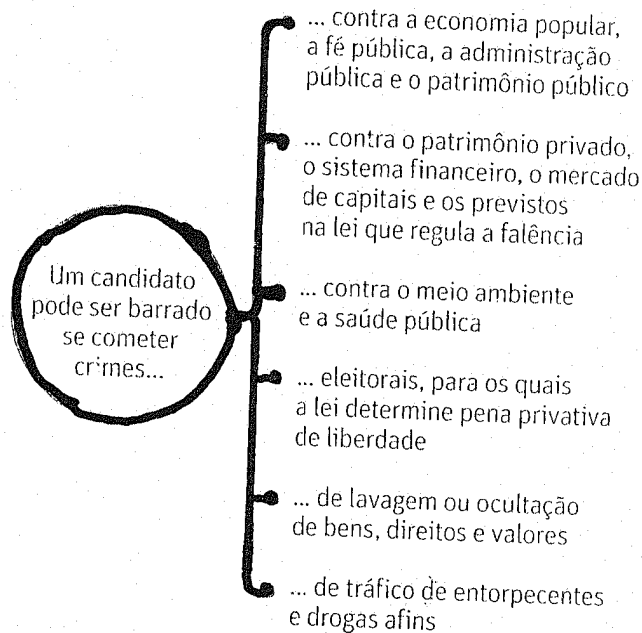 Um candidato
pode ser barrado
se cometer
crimes...
... contra a economia popular,
a fé pública, a administração
pública e o patrimônio público
... contra o patrimônio privado,
o sistema financeiro, o mercado
de capitais e os previstos
na lei que regula a falência
... contra o meio ambiente
e a saúde pública
... eleitorais, para os quais
a lei determine pena privativa
de liberdade
... de lavagem ou ocultação
de bens, direitos e valores
... de tráfico de entorpecentes
e drogas afins